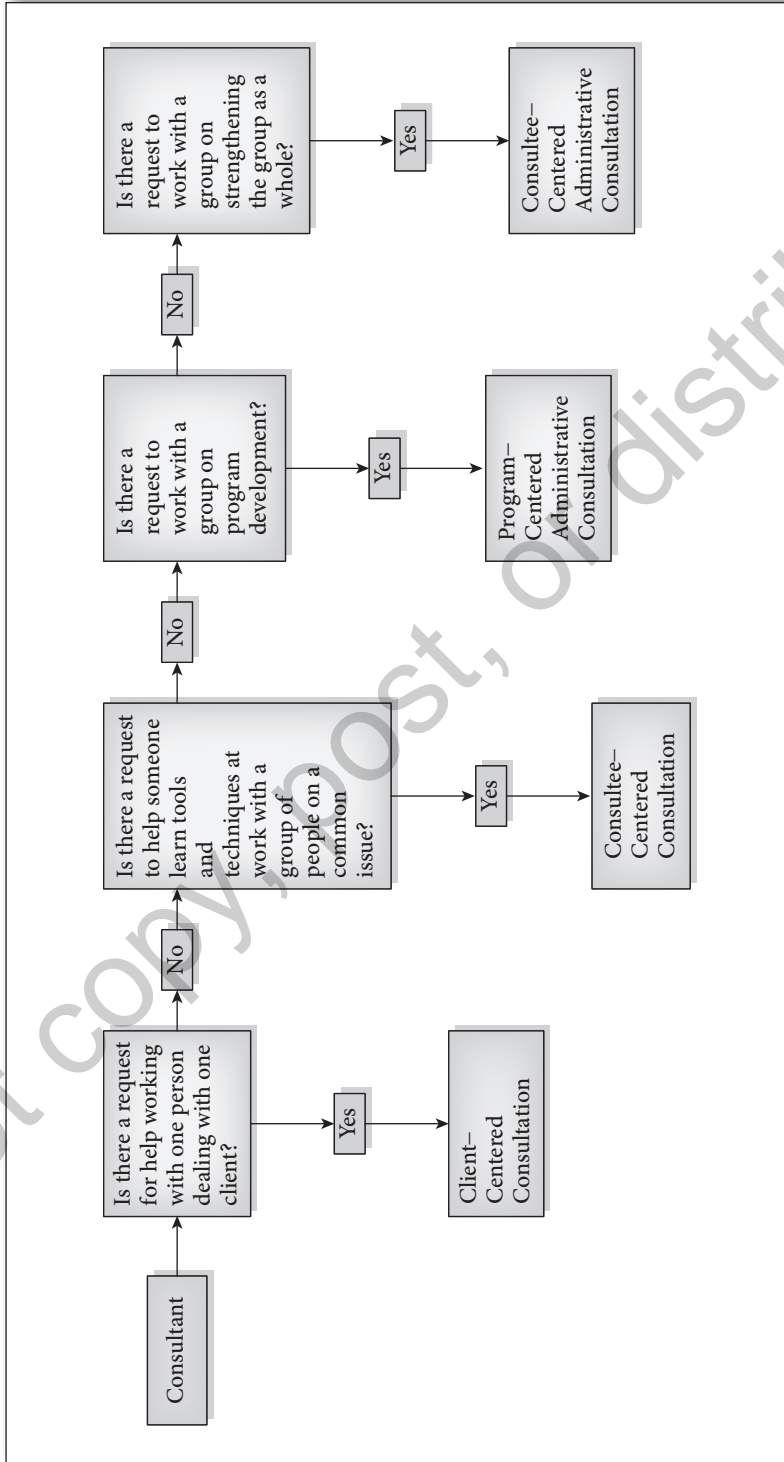 Consultant
Is there a request
for help working
with one person
dealing with one
client?
Yes
Client–
Centered
Consultation
No
Is there a request
to help someone
learn tools
and
techniques at
work with a
group of
people on a
common
issue?
Yes
Consultee–
Centered
Consultation
No
Is there a
request to
work with a
group on
program
development?
Yes
Program–
Centered
Administrative
Consultation
No
Is there a
request to
work with a
group on
strengthening
the group as a
whole?
Yes
Consultee–
Centered
Administrative
Consultation
copy, post, or